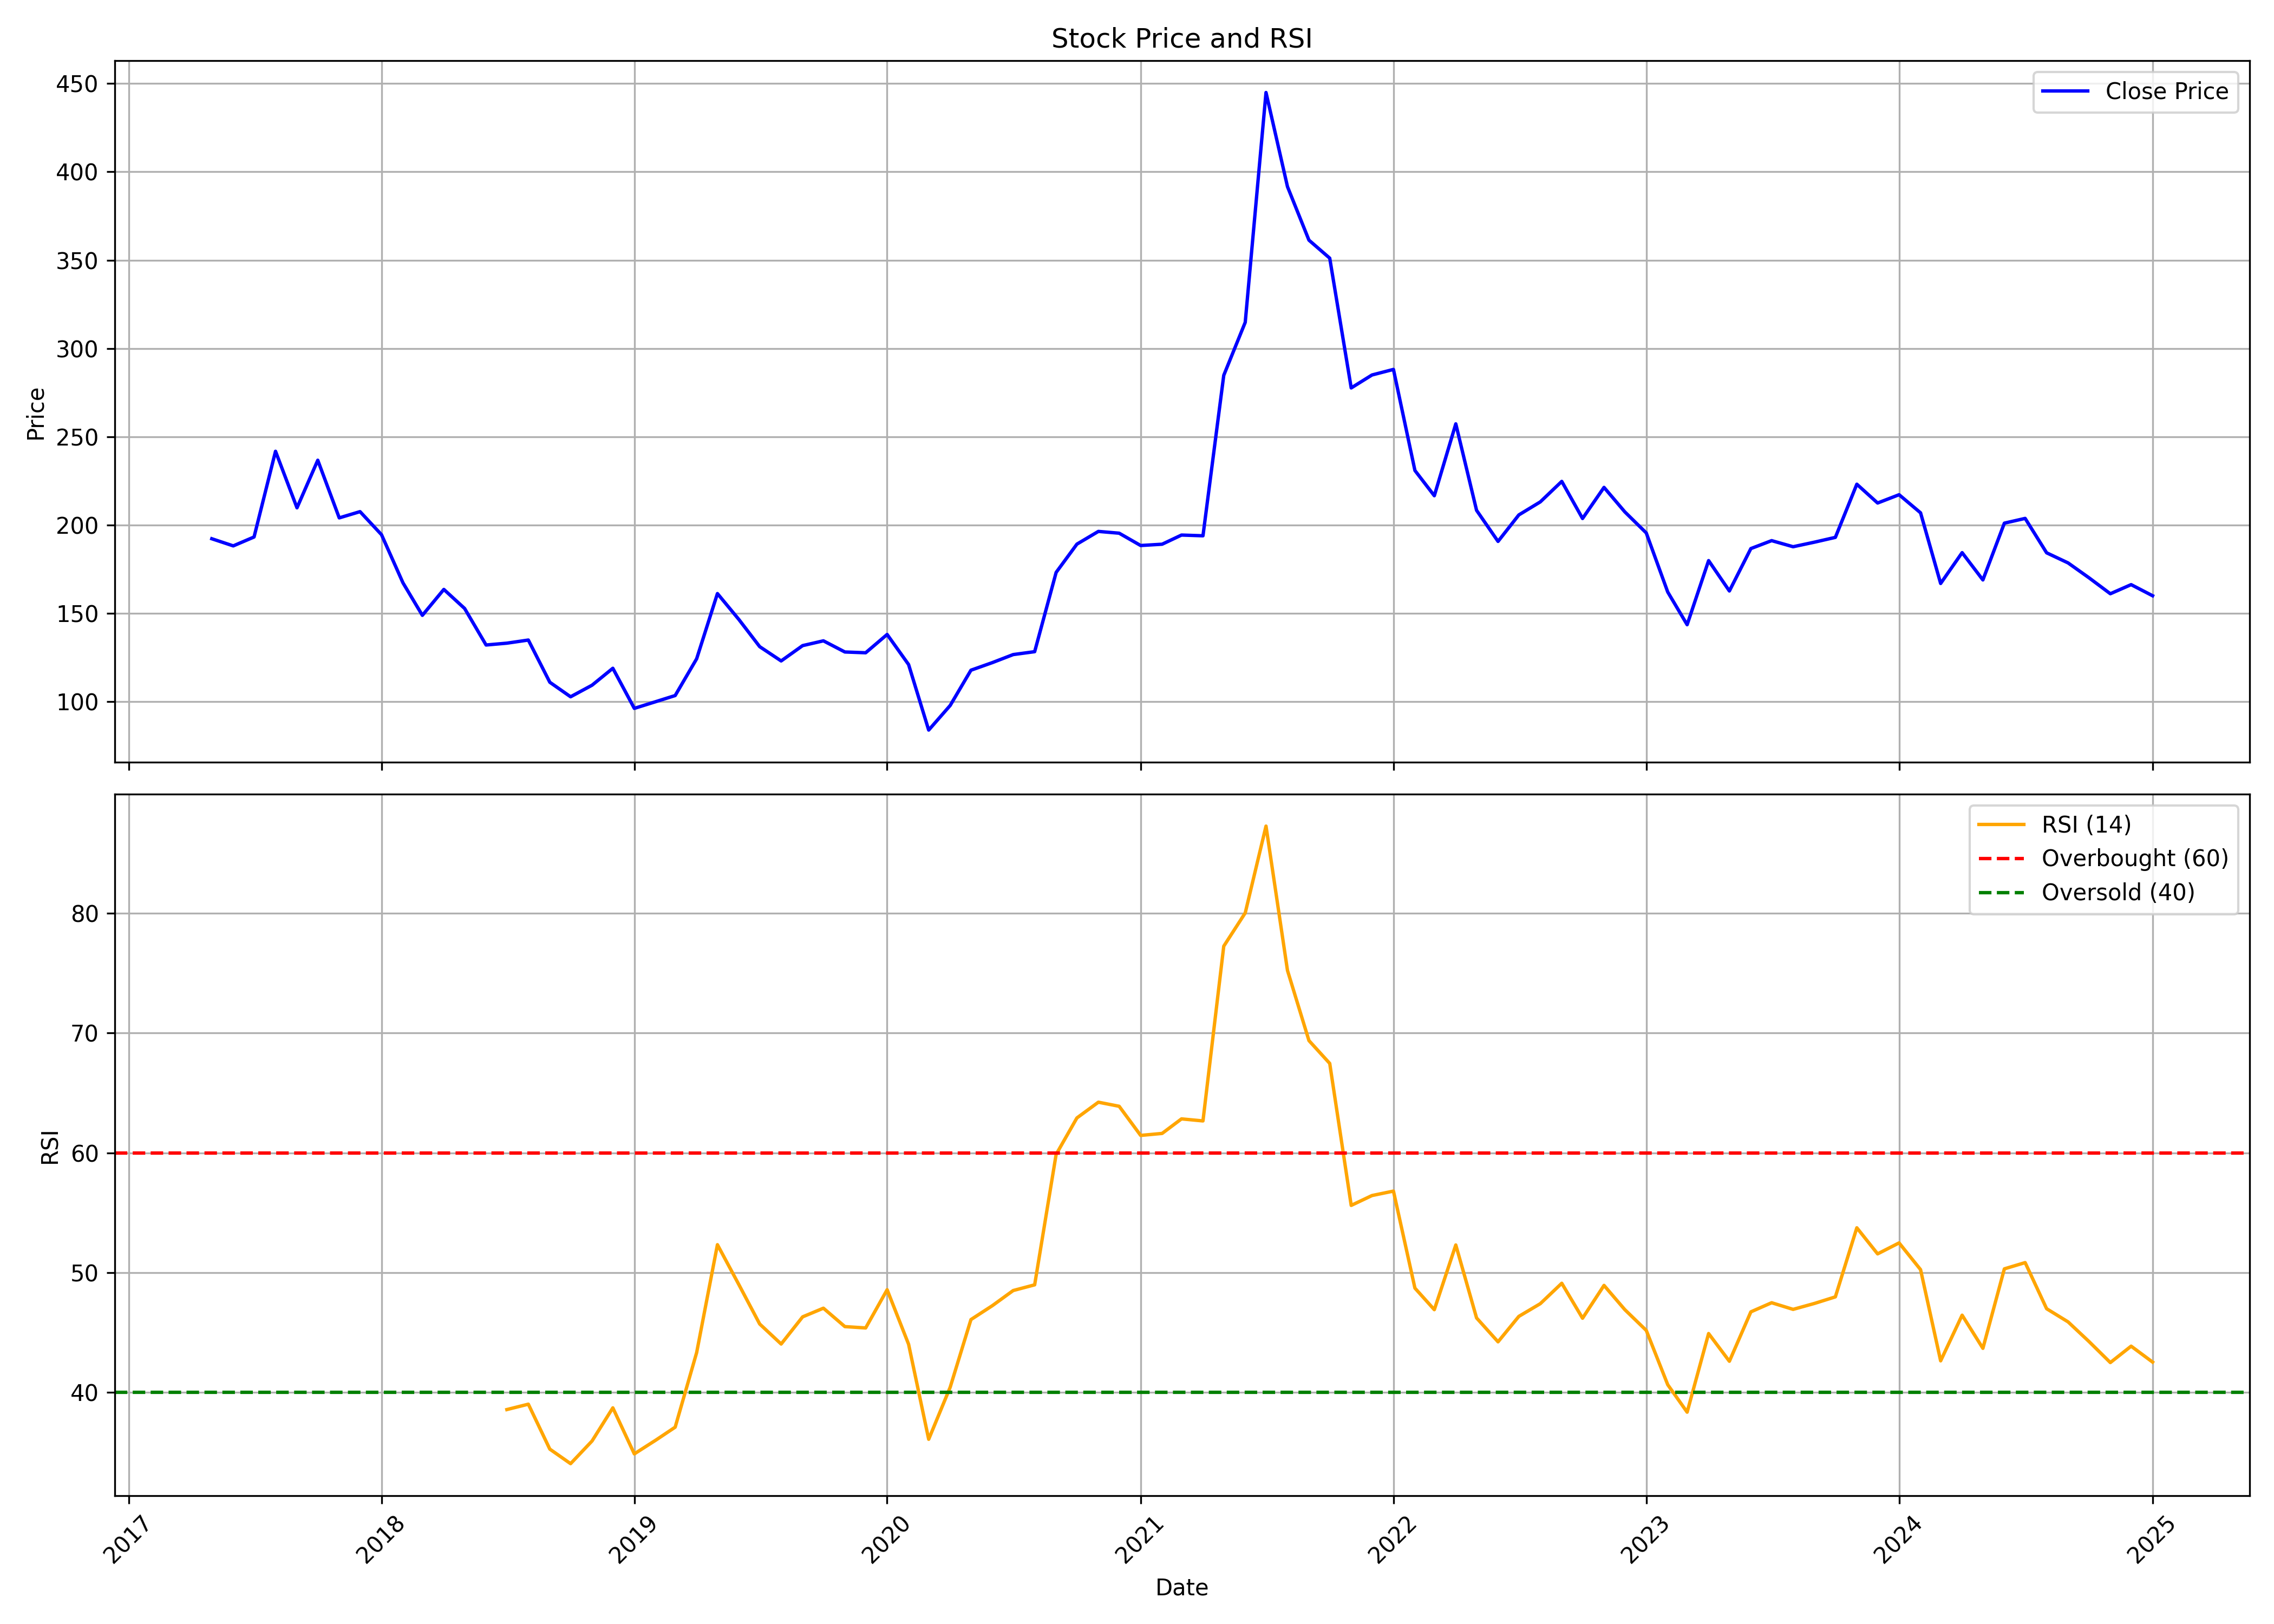 Stock Price and RSI
Close Price
450
400
350
300
250
200
150
100
Price
RSI (14)
Overbought (60)
Oversold (40)
80
70
60
50
40
RSI
2017
2018
2019
2020
2021
2022
2023
2024
2025
Date